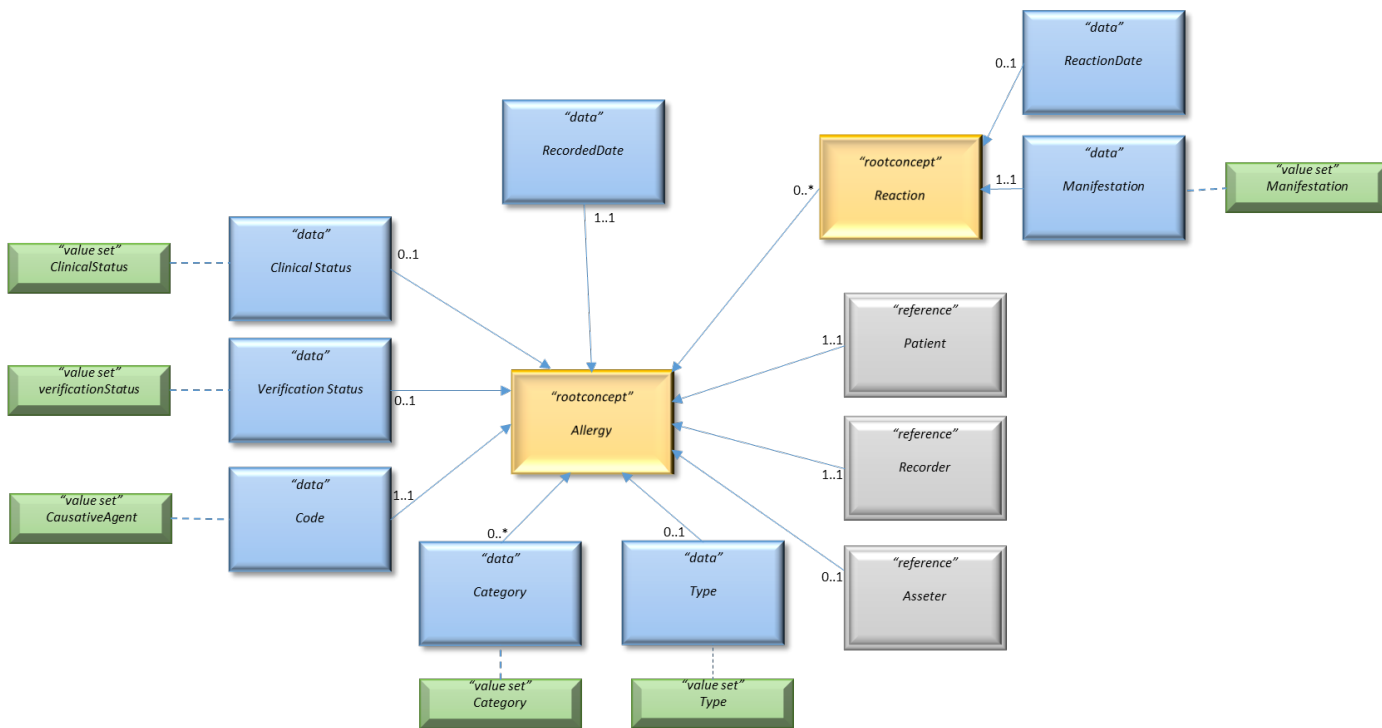 “data”
ReactionDate
0..1
“data”
RecordedDate
1..1
“rootconcept”
Reaction
0..*
“data”
Manifestation
1..1
“value set”
Manifestation
“value set”
ClinicalStatus
“data”
Clinical Status
0..1
“reference”
Patient
1..1
“value set”
verificationStatus
“data”
Verification Status
0..1
“rootconcept”
Allergy
“reference”
Recorder
1..1
“value set”
CausativeAgent
“data”
Code
1..1
0..*
“data”
Category
0..1
“data”
Type
0..1
“reference”
Asseter
“value set”
Category
“value set”
Type